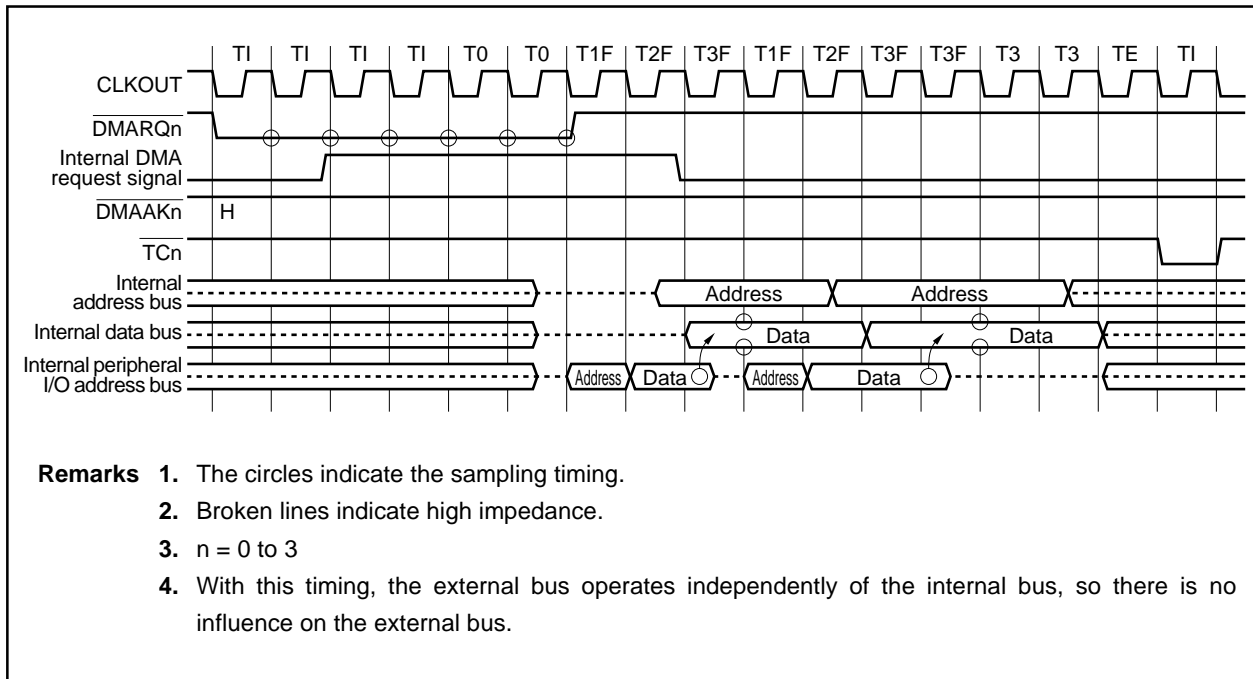 TI TI TI TI T0 T0 T1F T2F T3F T1F T2F T3F T3F T3 T3 TE TI
CLKOUT
DMARQn
Internal DMA
request signal
DMAAKn H
TCn
Internal
address bus
Address Address
Internal data bus
Data Data
Internal peripheral
I/O address bus
Address Data Address Data
Remarks 1. The circles indicate the sampling timing.
2. Broken lines indicate high impedance.
3. n = 0 to 3
4. With this timing, the external bus operates independently of the internal bus, so there is no
influence on the external bus.